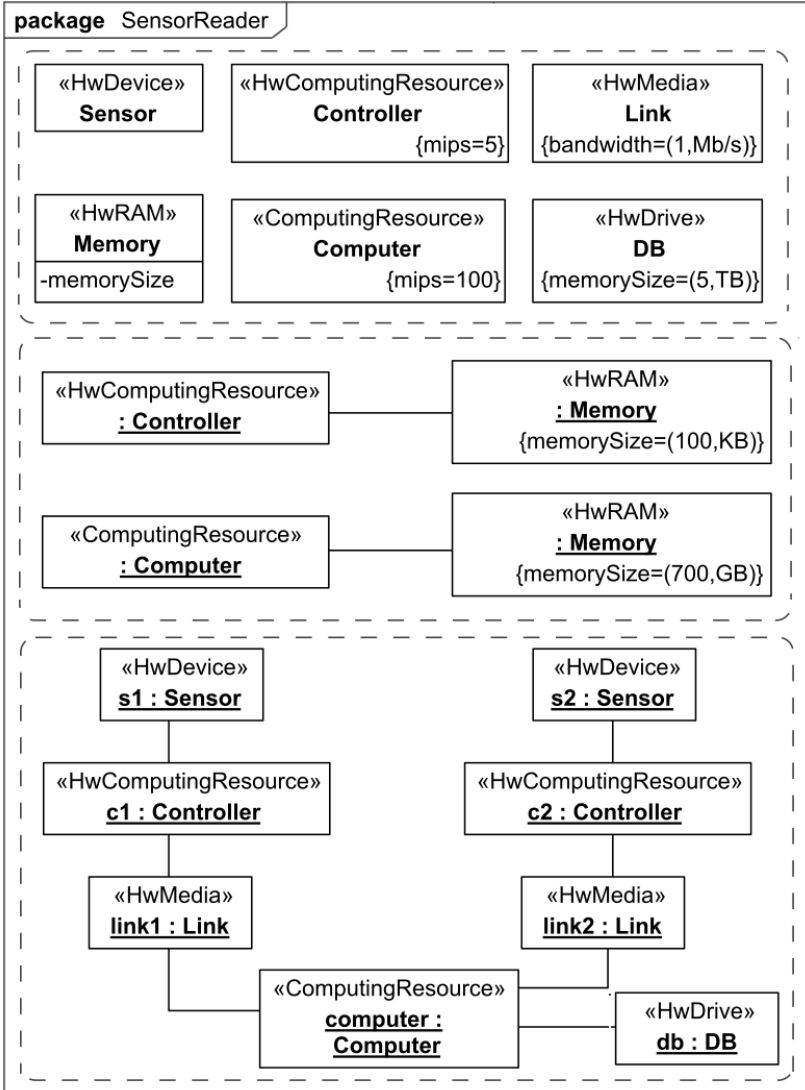 package SensorReader
«HwDevice»
Sensor
«HwComputingResource»
Controller
{mips=5}
«HwMedia»
Link
{bandwidth=(1,Mb/s)}
«HwRAM»
Memory
-memorySize
«ComputingResource»
Computer
{mips=100}
«HwDrive»
DB
{memorySize=(5,TB)}
«HwComputingResource»
: Controller
«HwRAM»
: Memory
{memorySize=(100,KB)}
«ComputingResource»
: Computer
«HwRAM»
: Memory
{memorySize=(700,GB)}
«HwDevice»
s1 : Sensor
«HwDevice»
s2 : Sensor
«HwComputingResource»
c1 : Controller
«HwComputingResource»
c2 : Controller
«HwMedia»
link1 : Link
«HwMedia»
link2 : Link
«ComputingResource»
computer :
Computer
«HwDrive»
db : DB